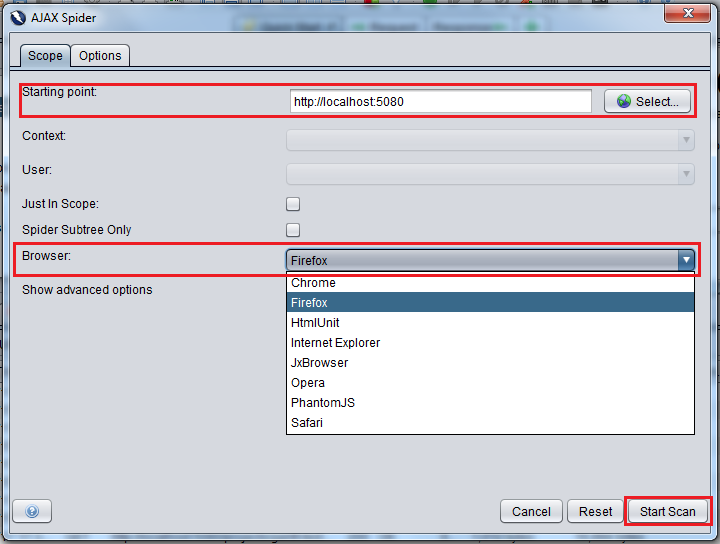 AJAX Spider
Scope Options
Starting point: http://localhost:5080 Select...
Context:
User:
Just In Scope:
Spider Subtree Only
Browser: Firefox
Chrome
Show advanced options
Firefox
HtmlUnit
Internet Explorer
JxBrowser
Opera
PhantomJS
Safari
Cancel Reset Start Scan